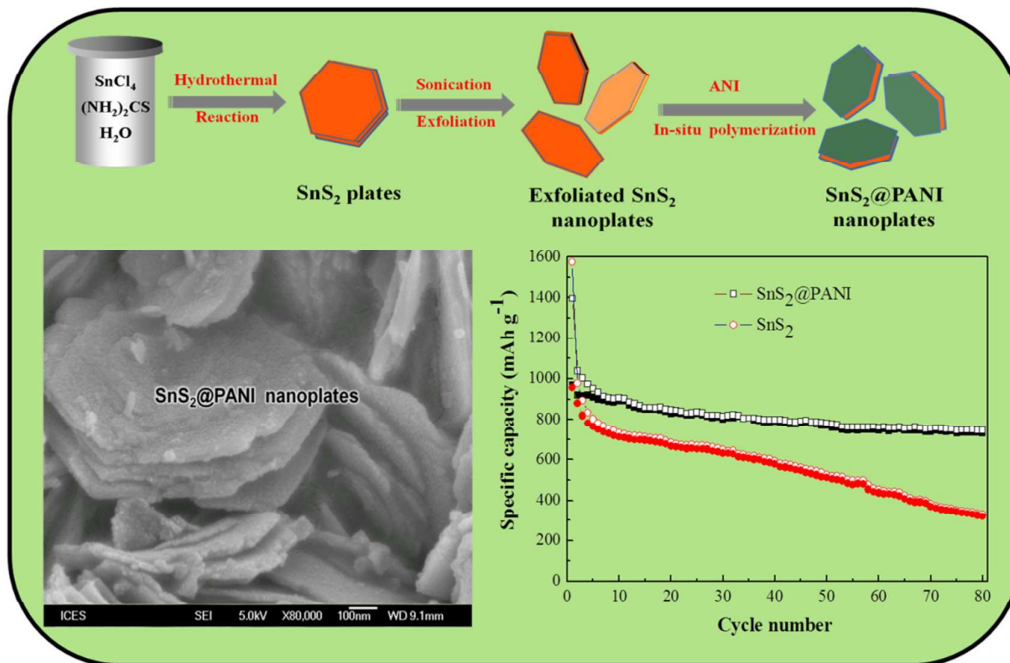 SnCl₄
(NH₂)₂CS
H₂O
Hydrothermal
Reaction
SnS₂ plates
Sonication
Exfoliation
Exfoliated SnS₂
nanoplates
ANI
In-situ polymerization
SnS₂@PANI
nanoplates
SnS₂@PANI nanoplates
ICES SEI 5.0kV X80,000 100nm WD 9.1mm
Specific capacity (mAh g⁻¹)
1600
1400
1200
1000
800
600
400
200
0
SnS₂@PANI
SnS₂
0 10 20 30 40 50 60 70 80
Cycle number